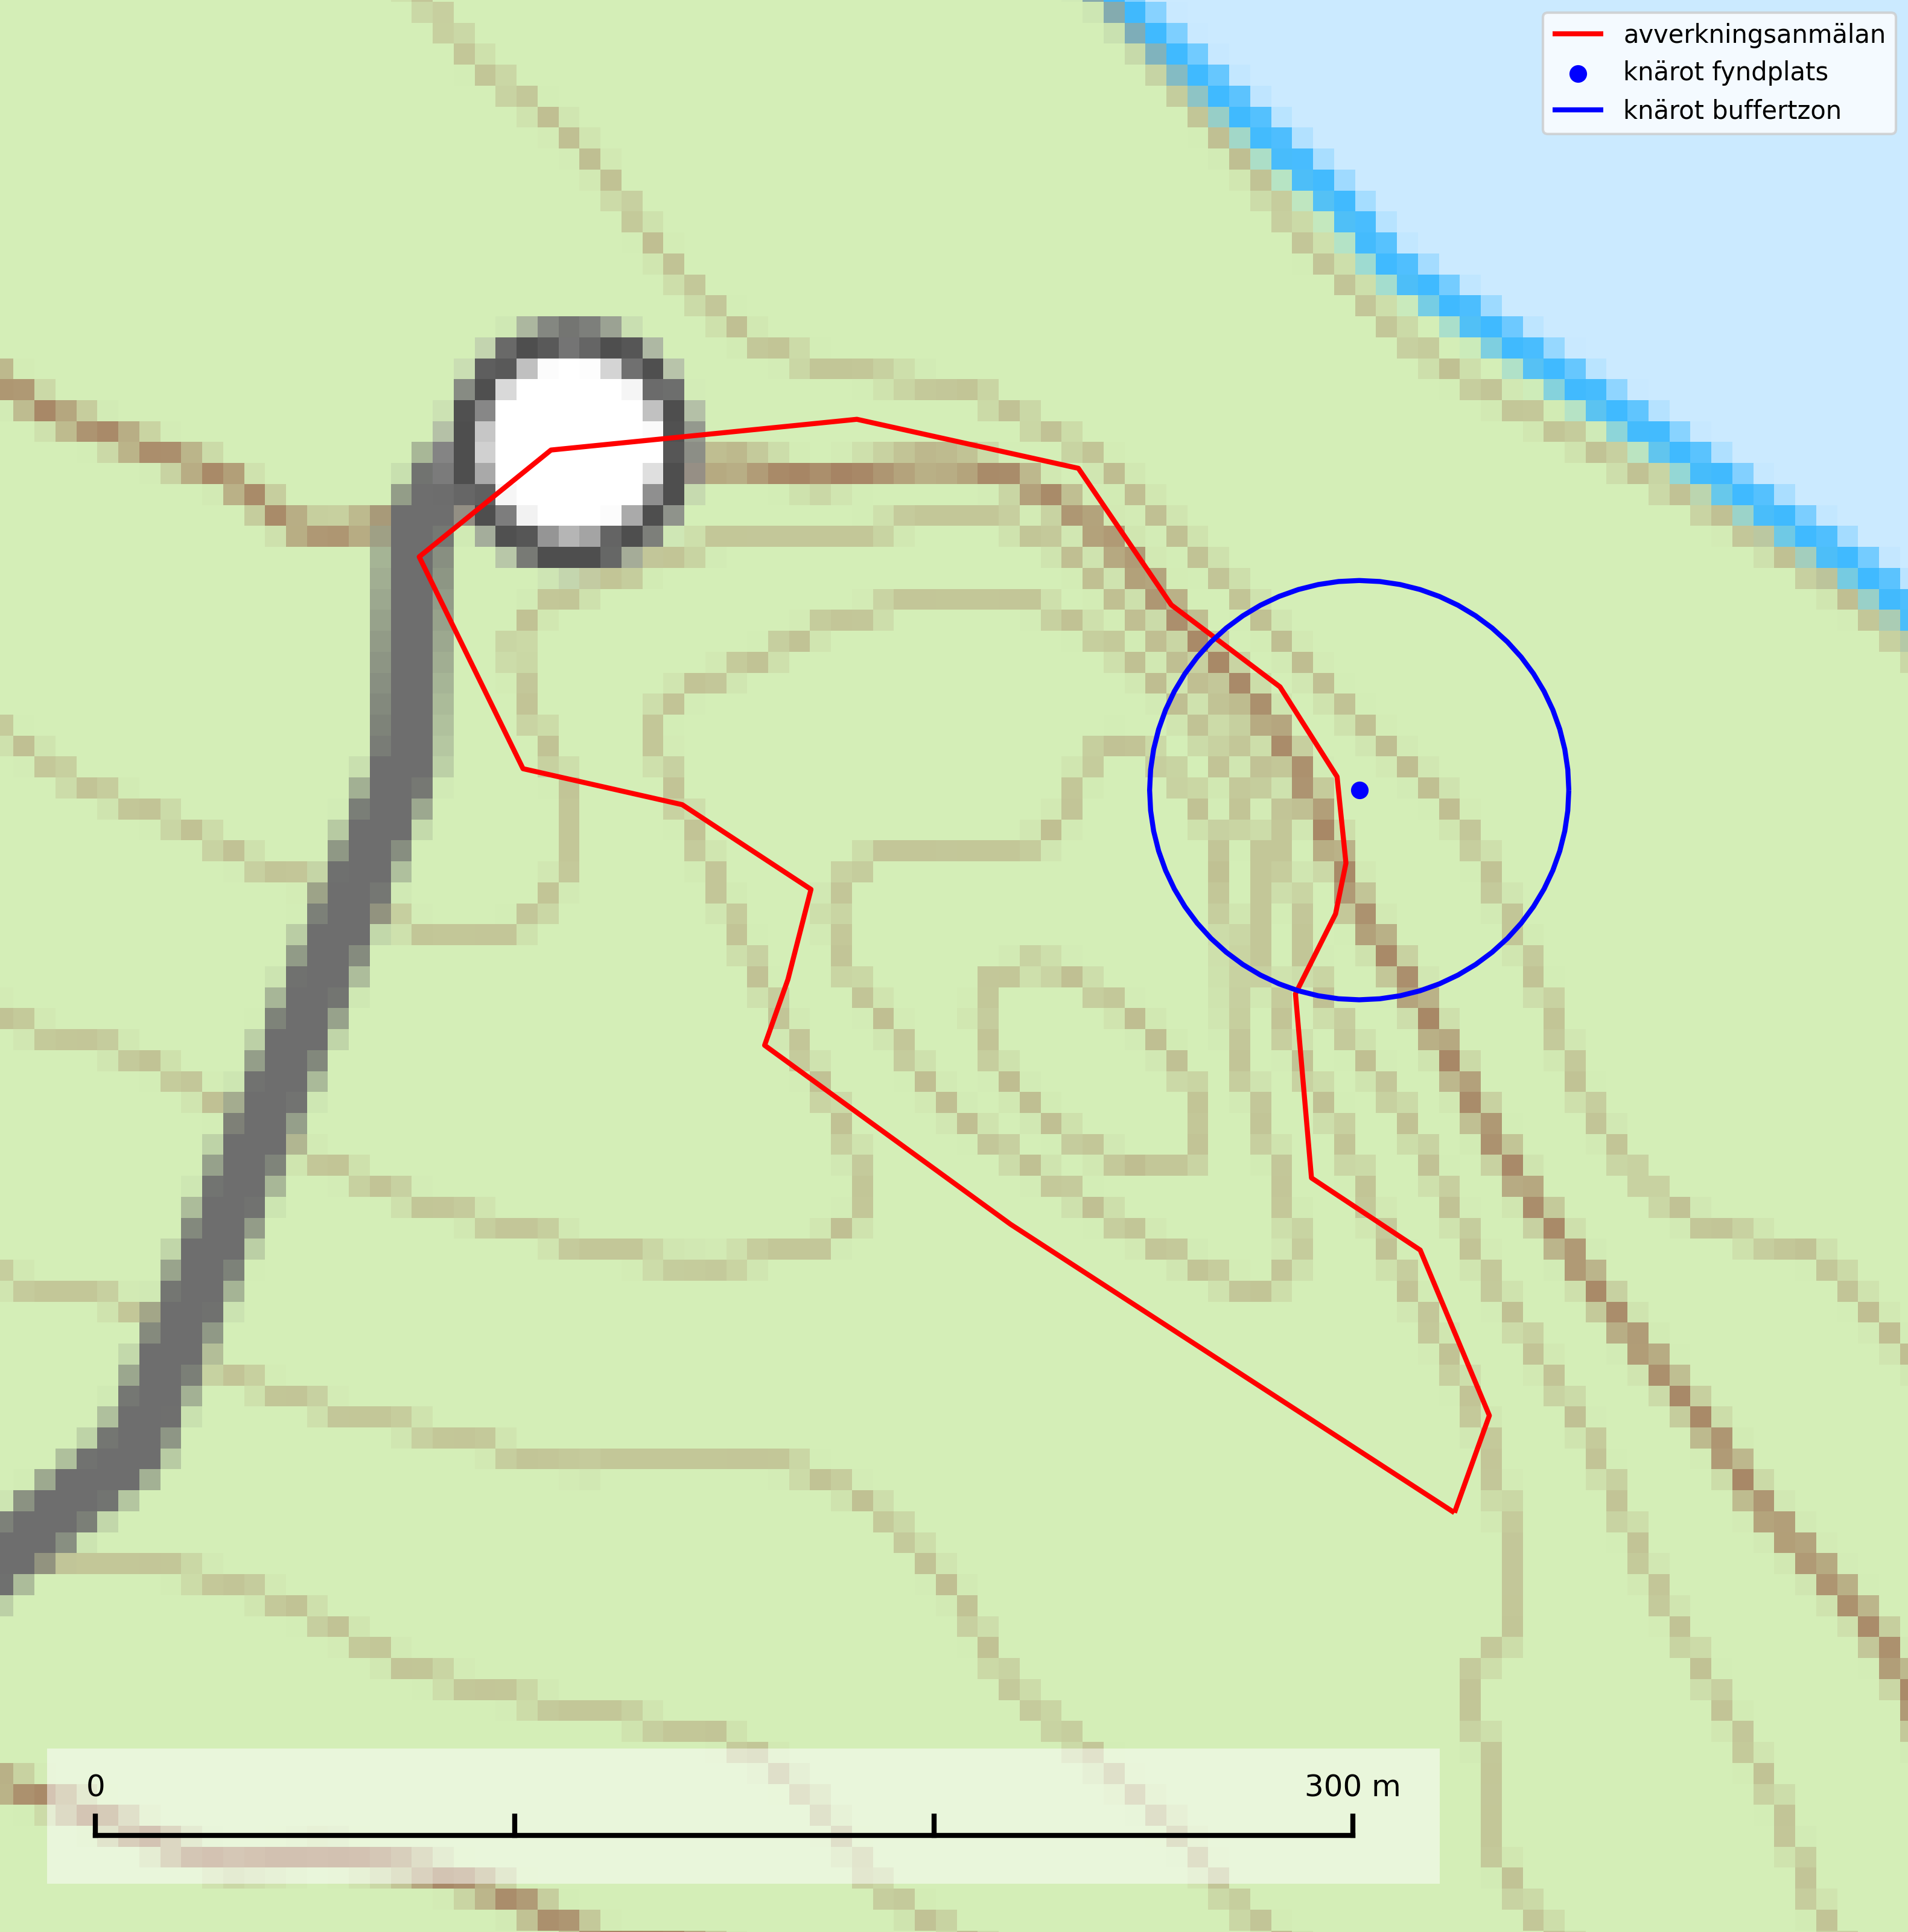 avverkningsanmälan
knärot fyndplats
knärot buffertzon
0
300 m